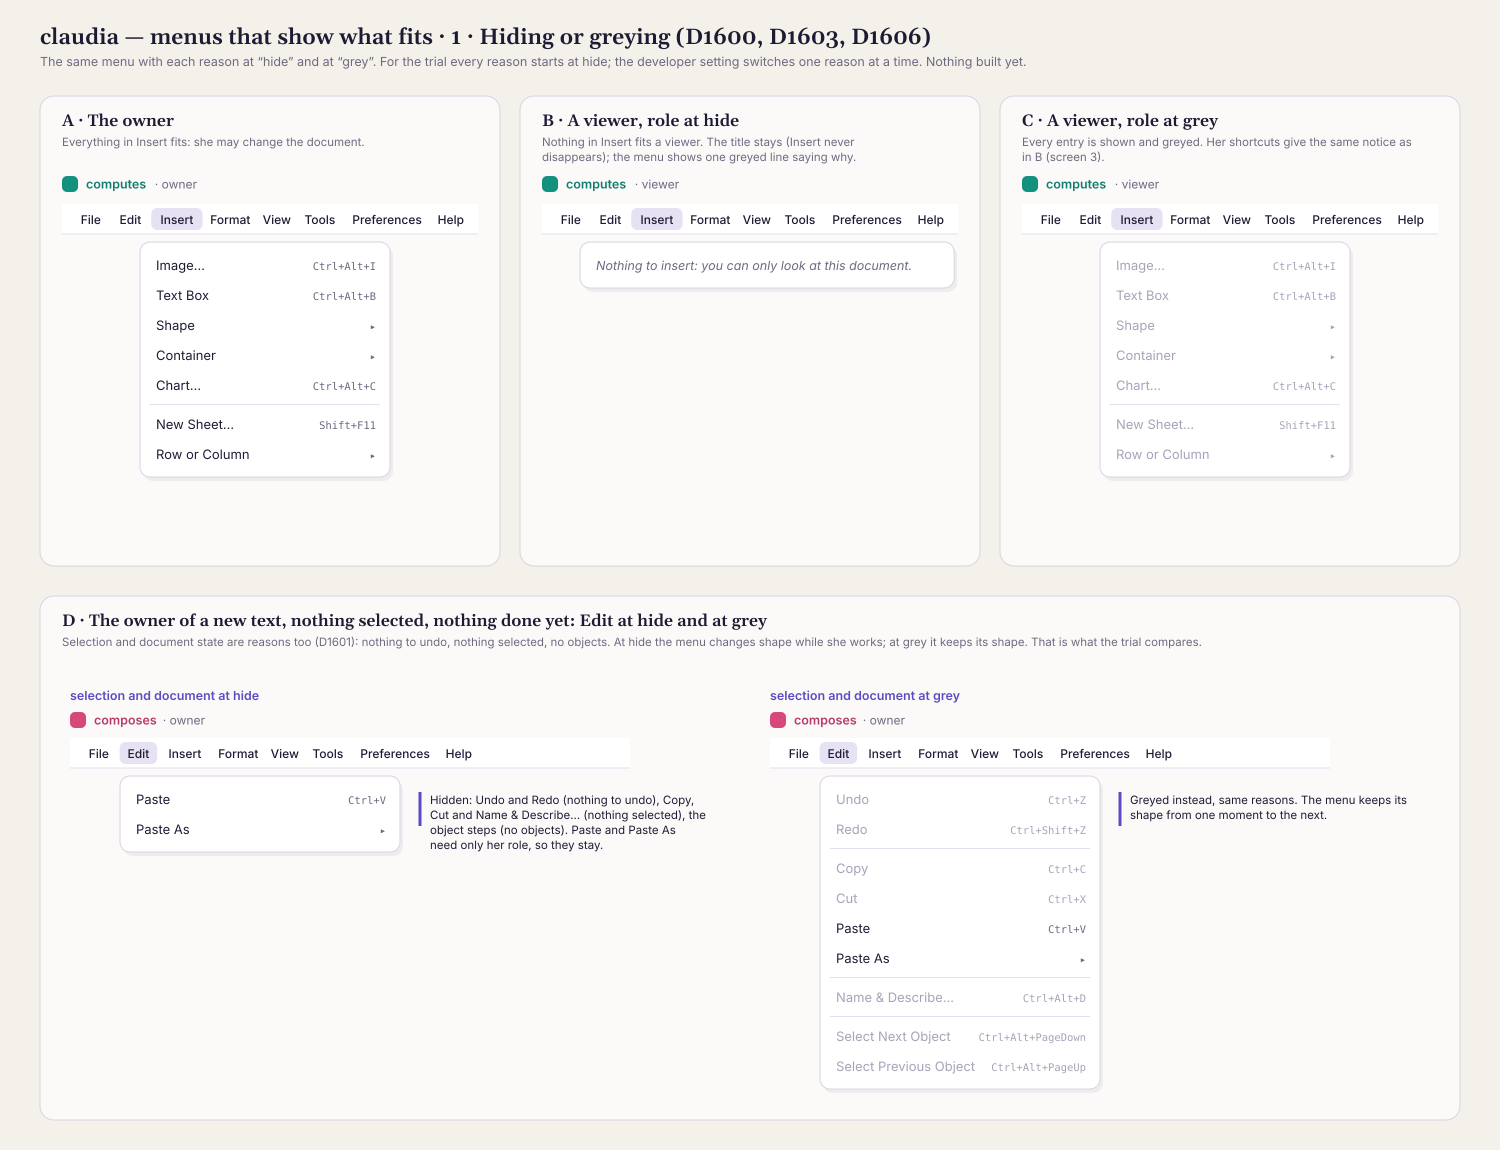 claudia — menus that show what fits · 1 · Hiding or greying (D1600, D1603, D1606)
The same menu with each reason at “hide” and at “grey”. For the trial every reason starts at hide; the developer setting switches one reason at a time. Nothing built yet.
A · The owner
Everything in Insert fits: she may change the document.
computes · owner
File Edit Insert Format View Tools Preferences Help
Image... Ctrl+Alt+I
Text Box Ctrl+Alt+B
Shape ▸
Container ▸
Chart... Ctrl+Alt+C
New Sheet... Shift+F11
Row or Column ▸
B · A viewer, role at hide
Nothing in Insert fits a viewer. The title stays (Insert never
disappears); the menu shows one greyed line saying why.
computes · viewer
File Edit Insert Format View Tools Preferences Help
Nothing to insert: you can only look at this document.
C · A viewer, role at grey
Every entry is shown and greyed. Her shortcuts give the same notice as
in B (screen 3).
computes · viewer
File Edit Insert Format View Tools Preferences Help
Image... Ctrl+Alt+I
Text Box Ctrl+Alt+B
Shape ▸
Container ▸
Chart... Ctrl+Alt+C
New Sheet... Shift+F11
Row or Column ▸
D · The owner of a new text, nothing selected, nothing done yet: Edit at hide and at grey
Selection and document state are reasons too (D1601): nothing to undo, nothing selected, no objects. At hide the menu changes shape while she works; at grey it keeps its shape. That is what the trial compares.
selection and document at hide
composes · owner
File Edit Insert Format View Tools Preferences Help
Paste Ctrl+V
Paste As ▸
Hidden: Undo and Redo (nothing to undo), Copy,
Cut and Name & Describe... (nothing selected), the
object steps (no objects). Paste and Paste As
need only her role, so they stay.
selection and document at grey
composes · owner
File Edit Insert Format View Tools Preferences Help
Undo Ctrl+Z
Redo Ctrl+Shift+Z
Copy Ctrl+C
Cut Ctrl+X
Paste Ctrl+V
Paste As ▸
Name & Describe... Ctrl+Alt+D
Select Next Object Ctrl+Alt+PageDown
Select Previous Object Ctrl+Alt+PageUp
Greyed instead, same reasons. The menu keeps its
shape from one moment to the next.